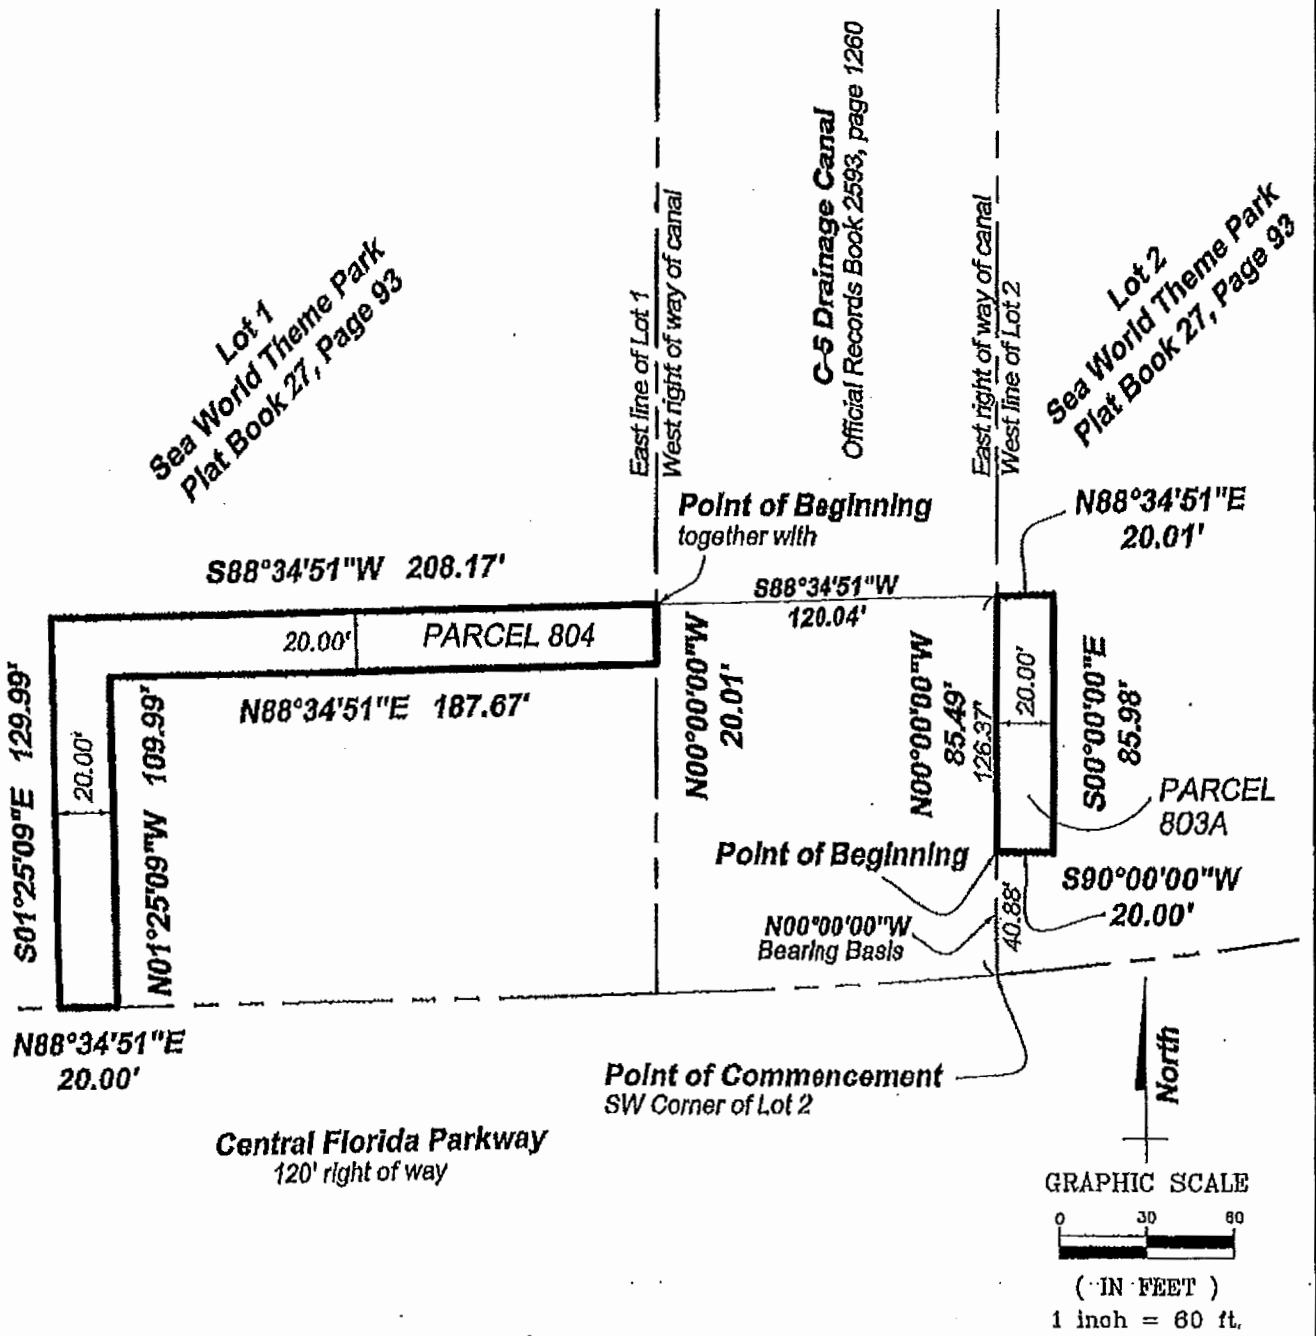 C-5 Drainage Canal
Official Records Book 2593, page 1260
East line of Lot 1
West right of way of canal
East right of way of canal
West line of Lot 2
Lot 1
Sea World Theme Park
Plat Book 27, Page 93
Lot 2
Sea World Theme Park
Plat Book 27, Page 93
Point of Beginning
together with
N88°34'51"E
20.01'
S88°34'51"W 208.17'
S88°34'51"W
120.04'
20.00'
PARCEL 804
N88°34'51"E 187.67'
N00°00'00"W
20.01'
N00°00'00"W
85.49'
126.37'
20.00'
S00°00'00"E
85.98'
S01°25'09"E 129.99'
20.00'
N01°25'09"W 109.99'
PARCEL
803A
Point of Beginning
S90°00'00"W
20.00'
N00°00'00"W
Bearing Basis
40.88'
N88°34'51"E
20.00'
Point of Commencement
SW Corner of Lot 2
North
Central Florida Parkway
120' right of way
GRAPHIC SCALE
0 30 60
( IN FEET )
1 inch = 60 ft.